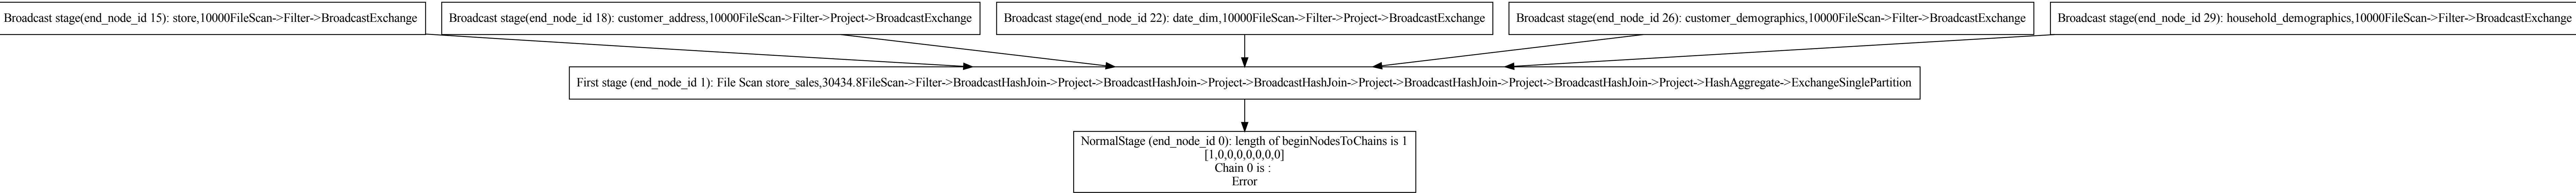 Broadcast stage(end_node_id 15): store,10000FileScan->Filter->BroadcastExchange
Broadcast stage(end_node_id 18): customer_address,10000FileScan->Filter->Project->BroadcastExchange
Broadcast stage(end_node_id 22): date_dim,10000FileScan->Filter->Project->BroadcastExchange
Broadcast stage(end_node_id 26): customer_demographics,10000FileScan->Filter->BroadcastExchange
Broadcast stage(end_node_id 29): household_demographics,10000FileScan->Filter->BroadcastExchange
First stage (end_node_id 1): File Scan store_sales,30434.8FileScan->Filter->BroadcastHashJoin->Project->BroadcastHashJoin->Project->BroadcastHashJoin->Project->BroadcastHashJoin->Project->BroadcastHashJoin->Project->HashAggregate->ExchangeSinglePartition
NormalStage (end_node_id 0): length of beginNodesToChains is 1
[1,0,0,0,0,0,0,0]
Chain 0 is :
Error